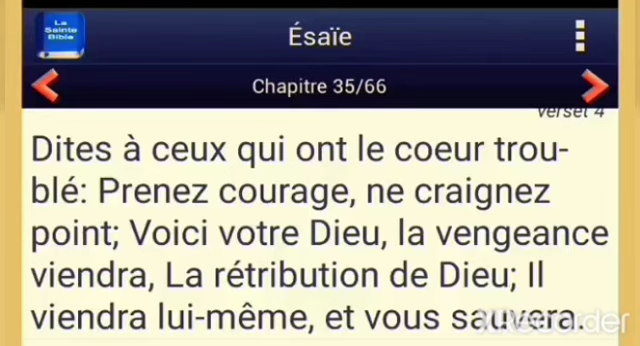 La
Sainte
Bible
Ésaïe
Chapitre 35/66
verset 4
Dites à ceux qui ont le coeur trou-
blé: Prenez courage, ne craignez
point; Voici votre Dieu, la vengeance
viendra, La rétribution de Dieu; Il
viendra lui-même, et vous sauvera.
XRecorder